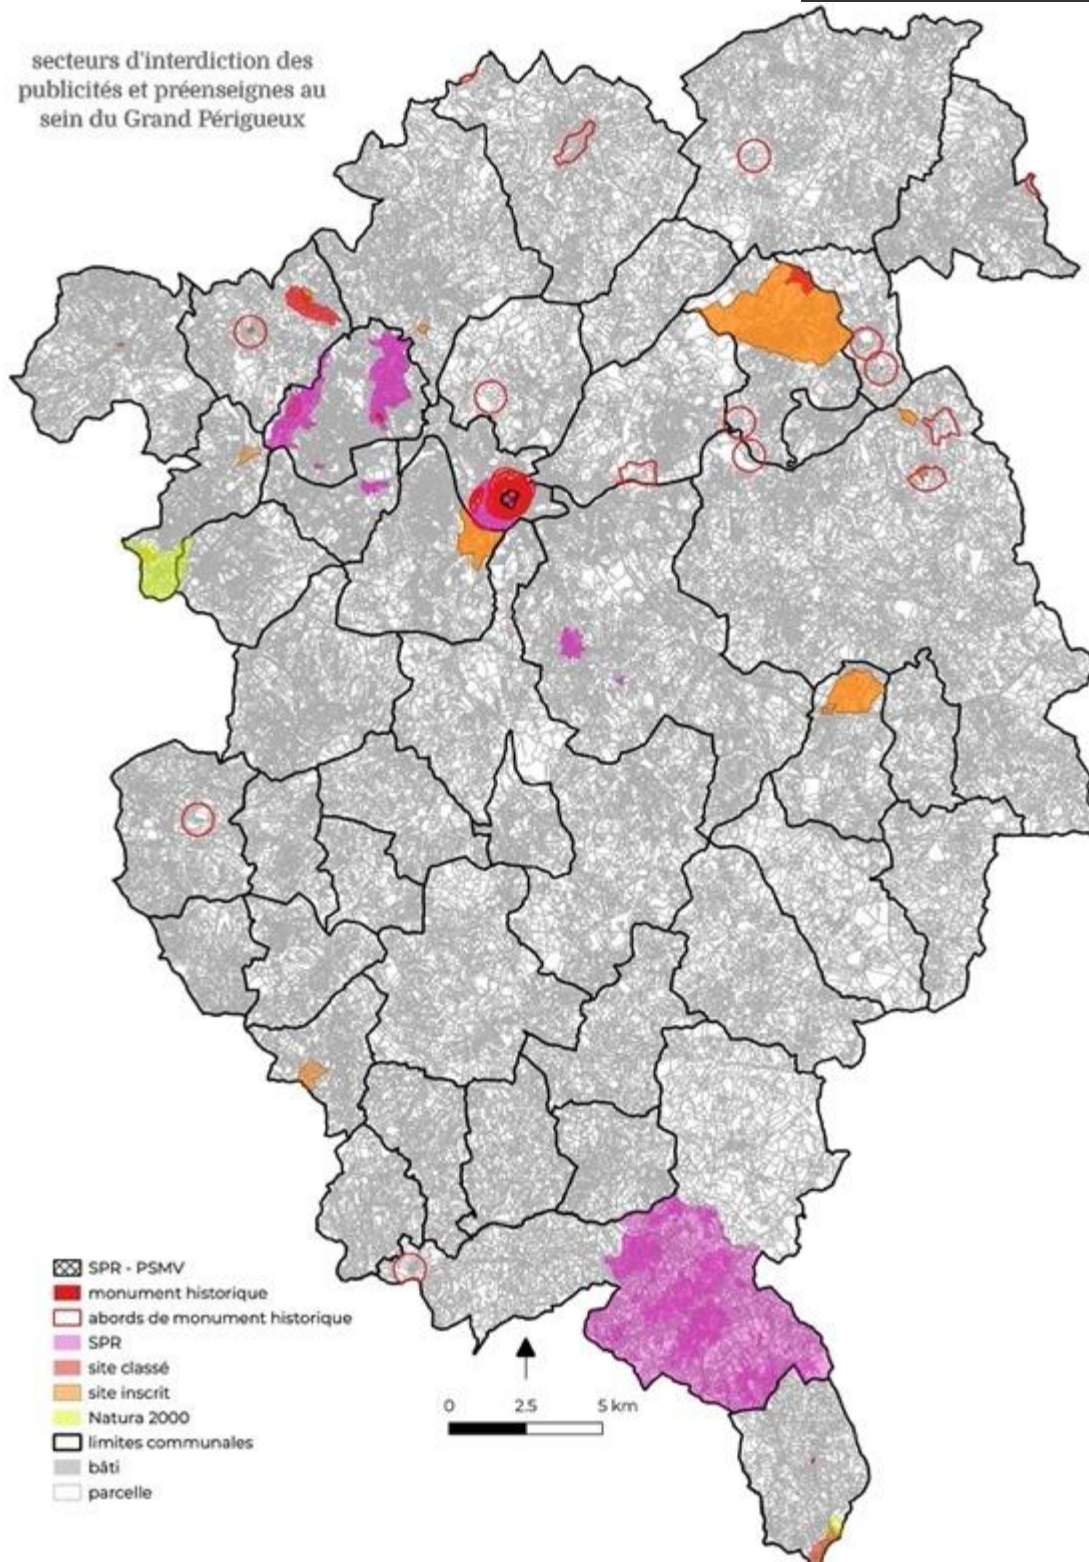 secteurs d'interdiction des
publicités et préenseignes au
sein du Grand Périgueux
SPR - PSMV
monument historique
abords de monument historique
SPR
site classé
site inscrit
Natura 2000
limites communales
bâti
parcelle
0 2.5 5 km